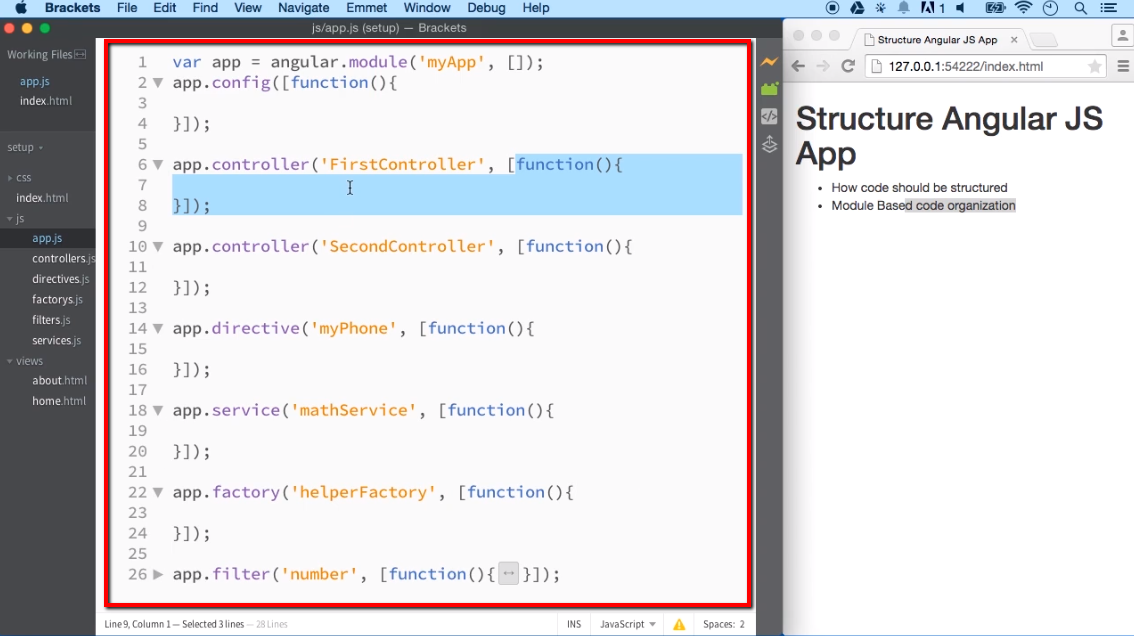 Brackets File Edit Find View Navigate Emmet Window Debug Help 1
js/app.js (setup) — Brackets
Working Files
app.js
index.html
setup
css
index.html
js
app.js
controllers.js
directives.js
factorys.js
filters.js
services.js
views
about.html
home.html
1 var app = angular.module('myApp', []);
2 app.config([function(){
3
4 }]);
5
6 app.controller('FirstController', [function(){
7
8 }]);
9
10 app.controller('SecondController', [function(){
11
12 }]);
13
14 app.directive('myPhone', [function(){
15
16 }]);
17
18 app.service('mathService', [function(){
19
20 }]);
21
22 app.factory('helperFactory', [function(){
23
24 }]);
25
26 app.filter('number', [function(){↔}]);
Line 9, Column 1 — Selected 3 lines — 28 Lines
INS JavaScript Spaces: 2
Structure Angular JS App
127.0.0.1:54222/index.html
Structure Angular JS
App
• How code should be structured
• Module Based code organization